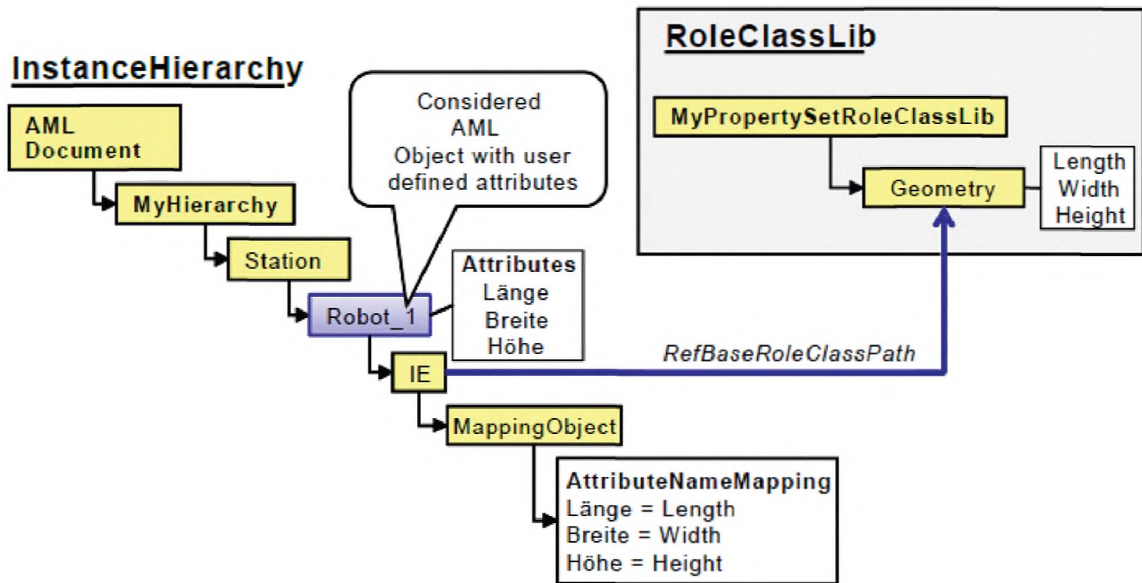 InstanceHierarchy
AML
Document
MyHierarchy
Station
Robot_1
IE
MappingObject
AttributeNameMapping
Länge = Length
Breite = Width
Höhe = Height
Considered
AML
Object with user
defined attributes
Attributes
Länge
Breite
Höhe
RefBaseRoleClassPath
RoleClassLib
MyPropertySetRoleClassLib
Geometry
Length
Width
Height